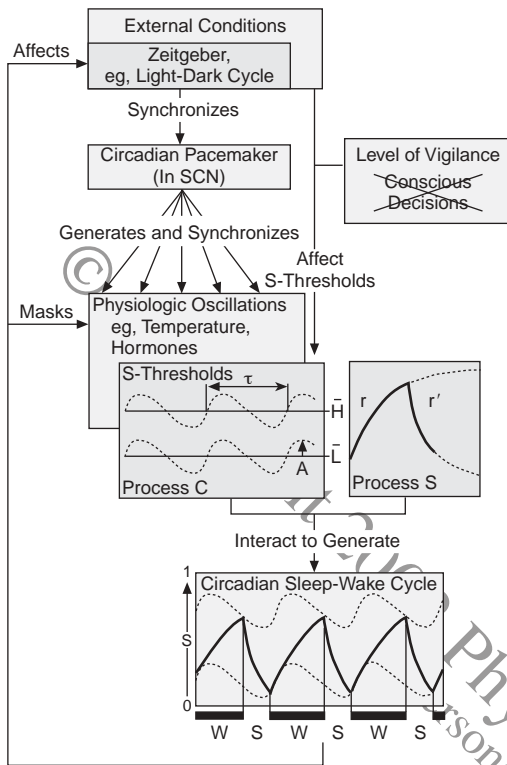 External Conditions
Affects
Zeitgeber,
eg, Light-Dark Cycle
Synchronizes
Circadian Pacemaker
(In SCN)
Level of Vigilance
Conscious
Decisions
Generates and Synchronizes
Affect
S-Thresholds
©
Masks
Physiologic Oscillations
eg, Temperature,
Hormones
S-Thresholds
τ
H̄
r r'
L̄
A
Process C
Process S
Interact to Generate
1
Circadian Sleep-Wake Cycle
S
0
W S W S W S